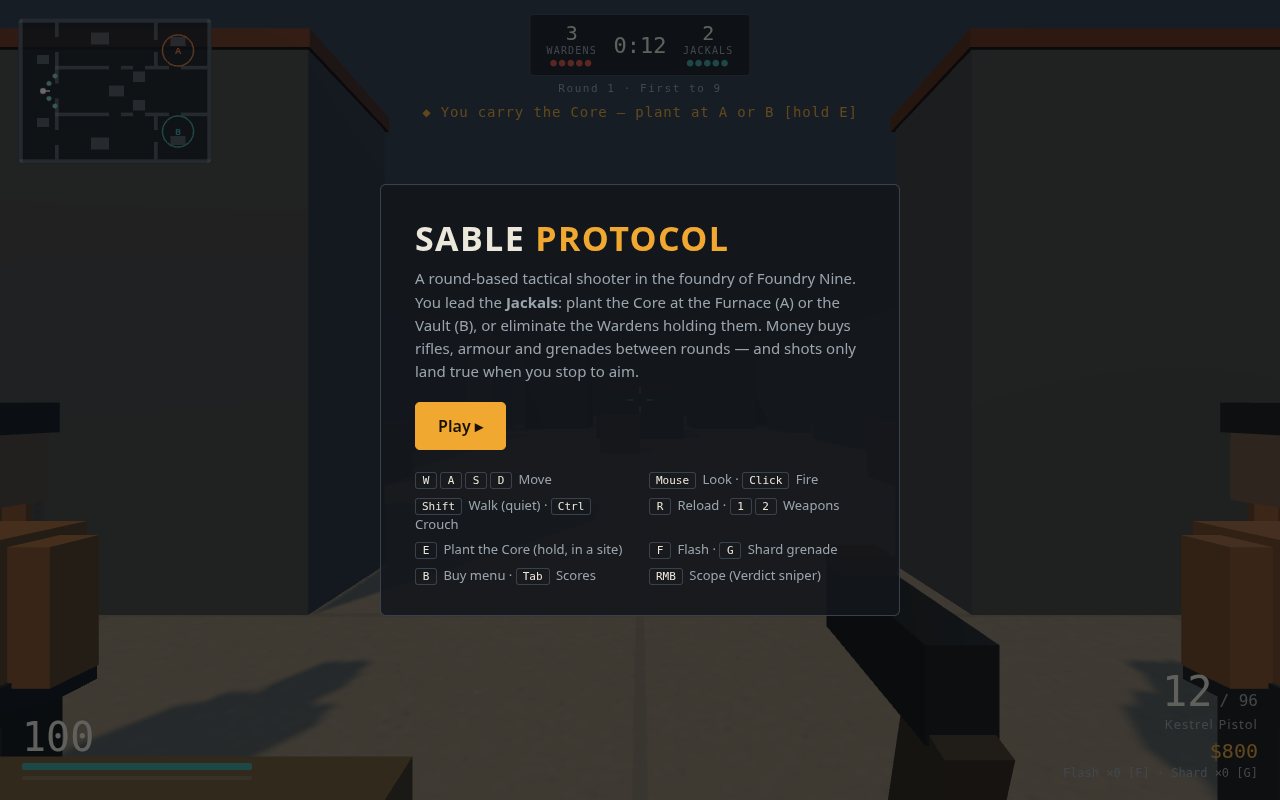 A
B
3 0:12 2
WARDENS JACKALS
Round 1 · First to 9
◆ You carry the Core — plant at A or B [hold E]
SABLE PROTOCOL
A round-based tactical shooter in the foundry of Foundry Nine.
You lead the Jackals: plant the Core at the Furnace (A) or the
Vault (B), or eliminate the Wardens holding them. Money buys
rifles, armour and grenades between rounds — and shots only
land true when you stop to aim.
Play ▸
W A S D Move
Mouse Look · Click Fire
Shift Walk (quiet) · Ctrl
Crouch
R Reload · 1 2 Weapons
E Plant the Core (hold, in a site)
F Flash · G Shard grenade
B Buy menu · Tab Scores
RMB Scope (Verdict sniper)
100
12 / 96
Kestrel Pistol
$800
Flash ×0 [F] · Shard ×0 [G]